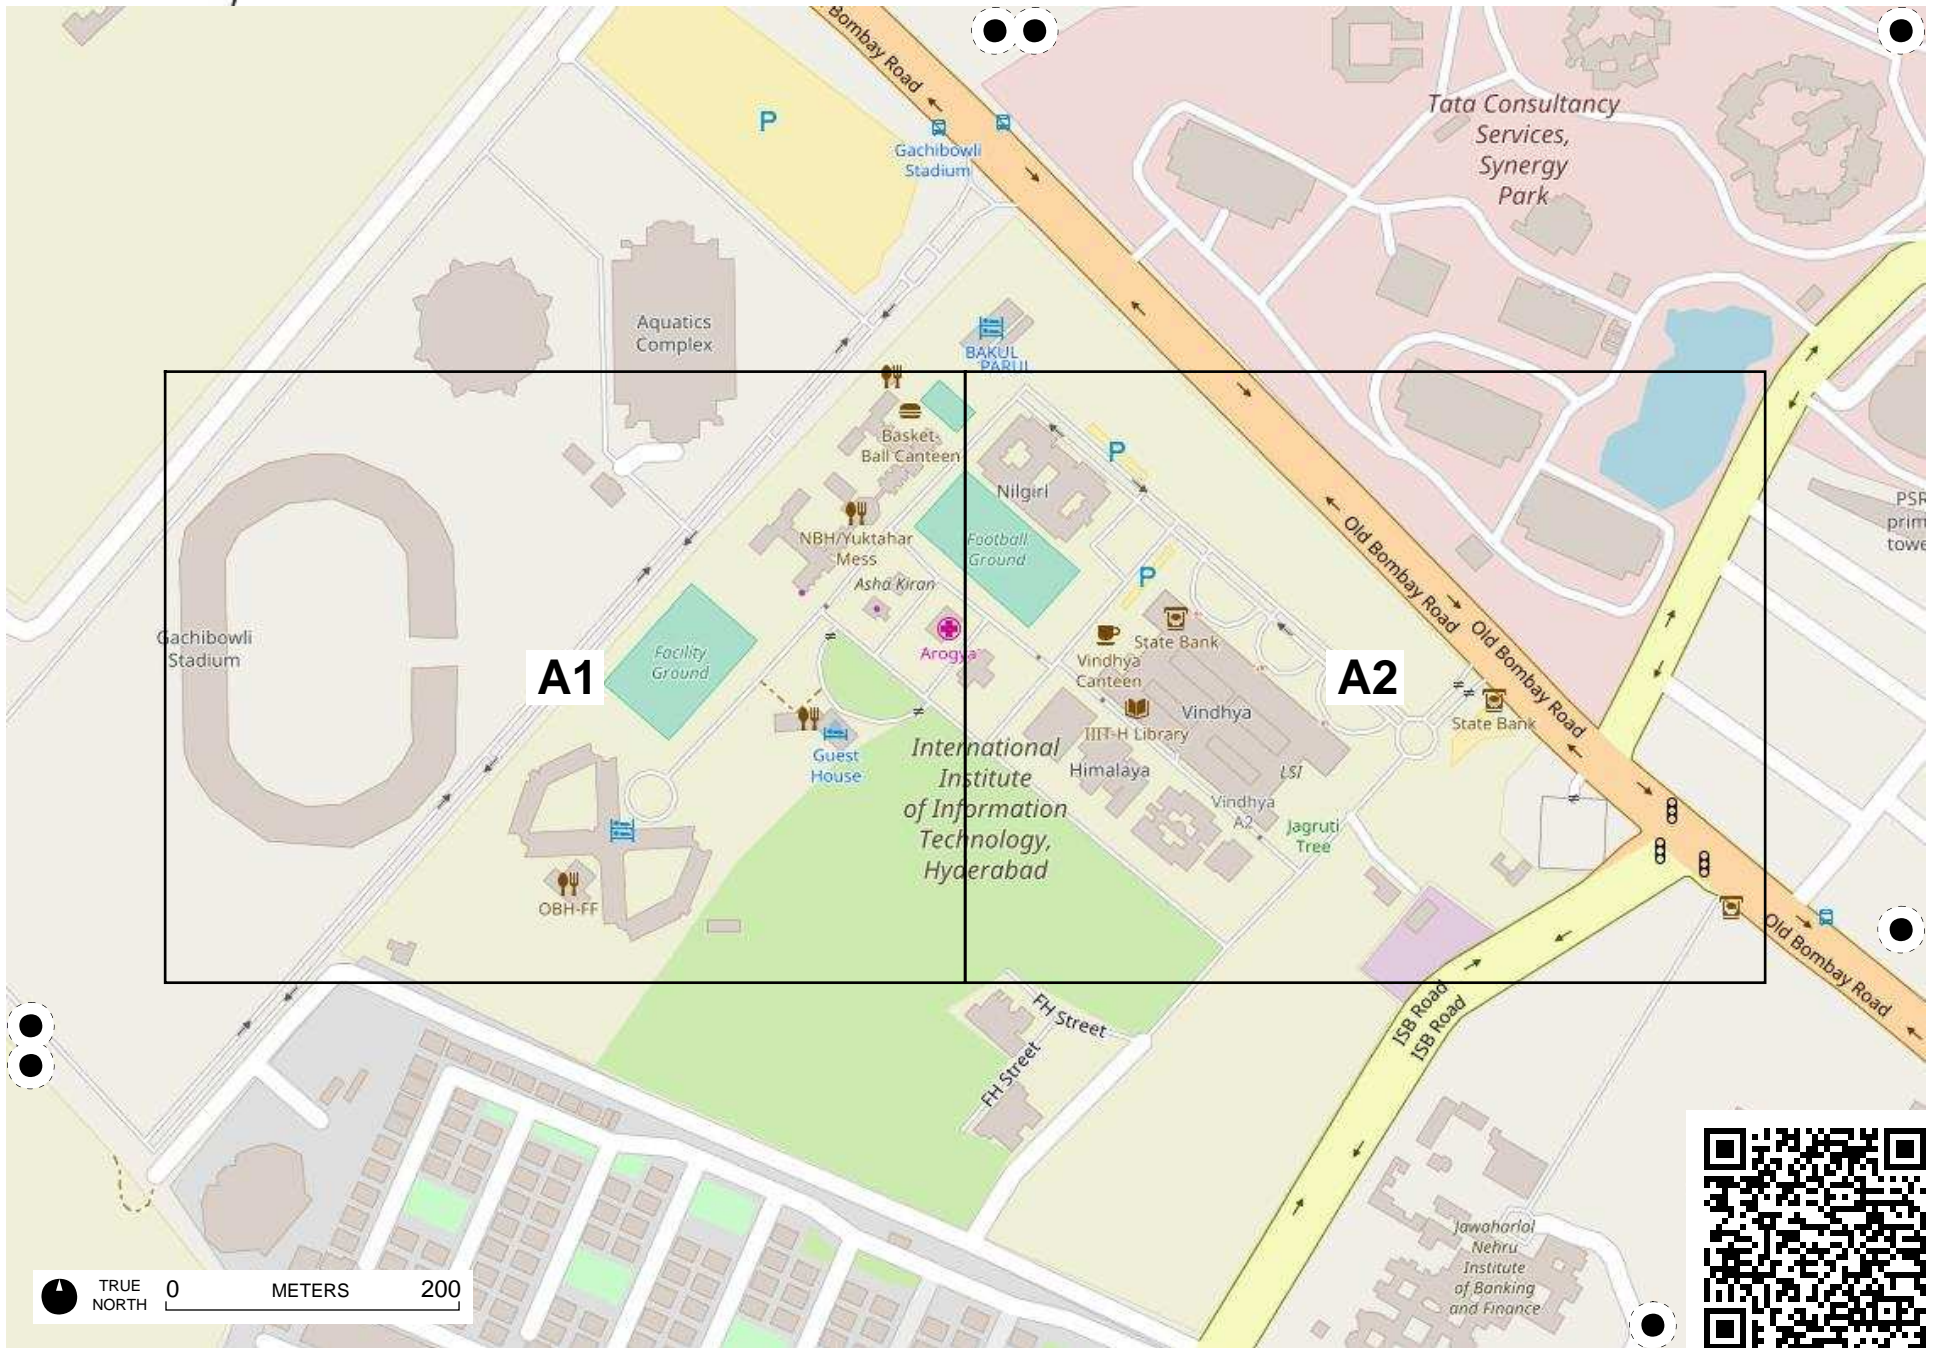 Bombay Road
P
Gachibowli
Stadium
Tata Consultancy
Services,
Synergy
Park
Aquatics
Complex
BAKUL
PARUL
Basket-
Ball Canteen
P
Nilgiri
NBH/Yuktahar
Mess
Football
Ground
Asha Kiran
P
Old Bombay Road
Old Bombay Road
PSR
prim
towe
Gachibowli
Stadium
A1
Facility
Ground
Arogya
Vindhya
Canteen
State Bank
A2
State Bank
IIIT-H Library
Vindhya
Himalaya
LSI
Vindhya
A2
Jagruti
Tree
Guest
House
International
Institute
of Information
Technology,
Hyderabad
OBH-FF
Old Bombay Road
FH Street
FH Street
ISB Road
ISB Road
Jawaharlal
Nehru
Institute
of Banking
and Finance
TRUE
NORTH
0 METERS 200